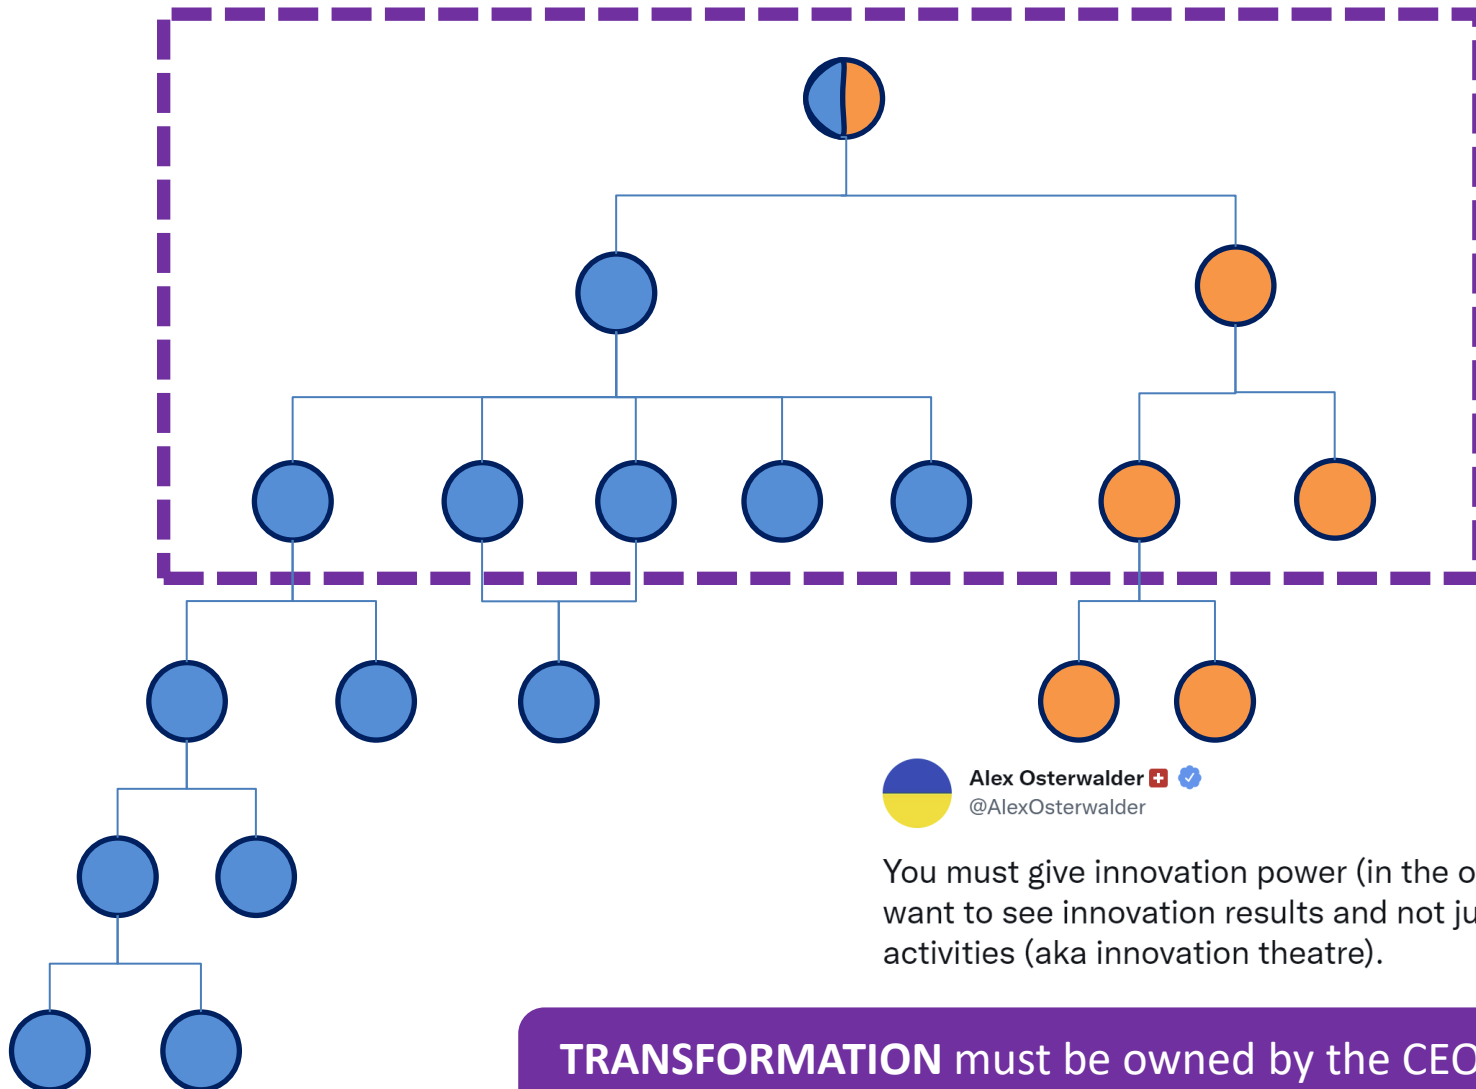 Alex Osterwalder
@AlexOsterwalder
You must give innovation power (in the o
want to see innovation results and not ju
activities (aka innovation theatre).
TRANSFORMATION must be owned by the CEO